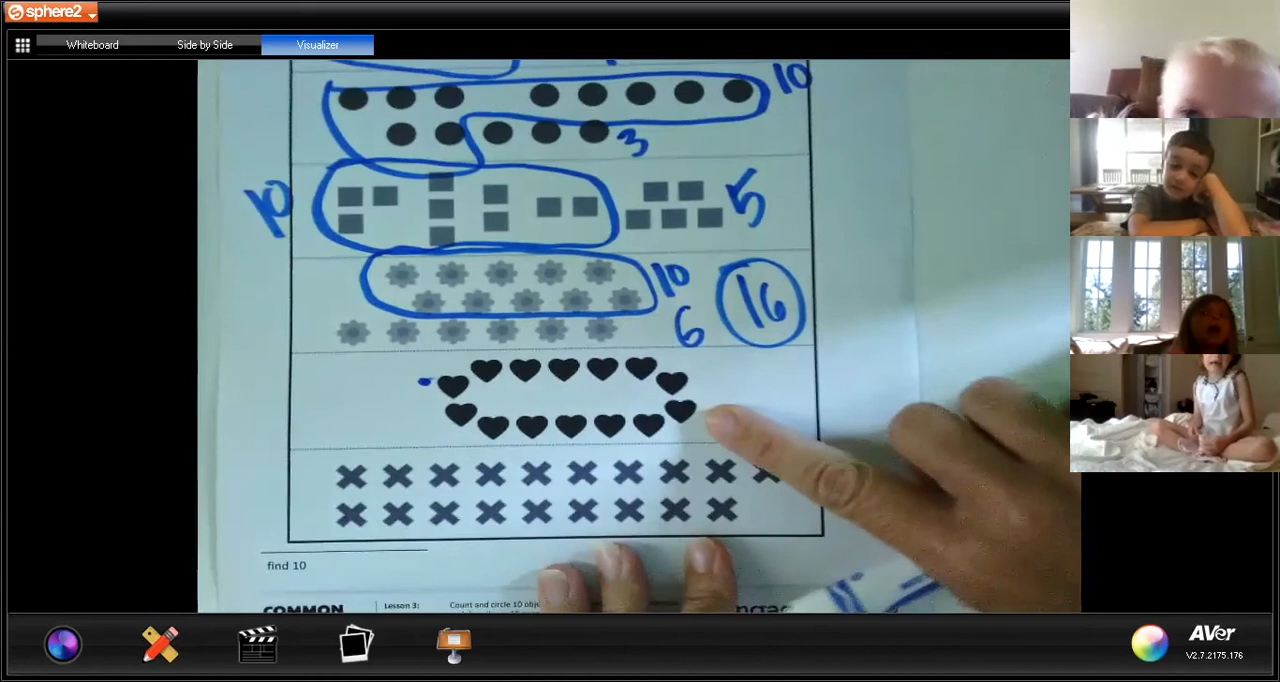 sphere2
Whiteboard Side by Side Visualizer
10
3
10 5
10
6 16
find 10
COMMON Lesson 3: Count and circle 10
AVer
V2.7.2175.176